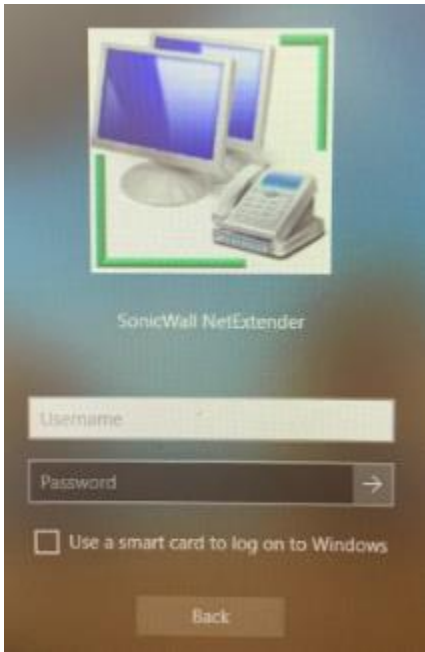 SonicWall NetExtender
Username
Password
Use a smart card to log on to Windows
Back